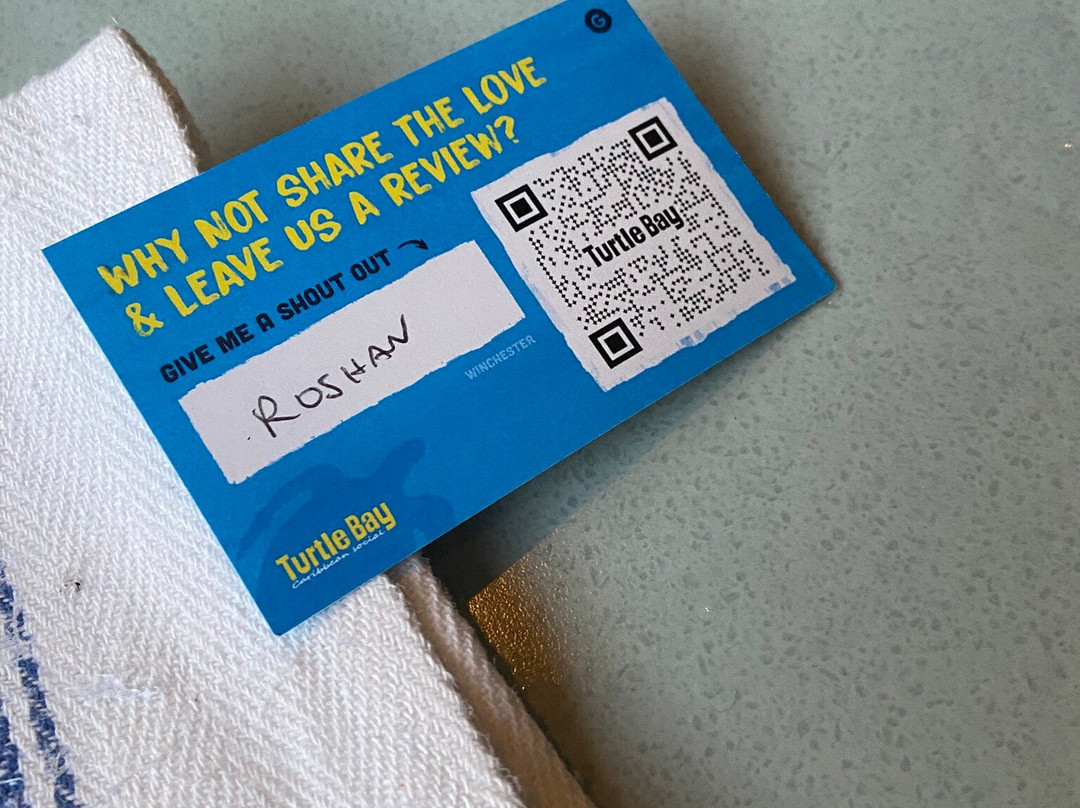 G
WHY NOT SHARE THE LOVE
& LEAVE US A REVIEW?
GIVE ME A SHOUT OUT
ROSHAN
WINCHESTER
Turtle Bay
Turtle Bay
Caribbean social